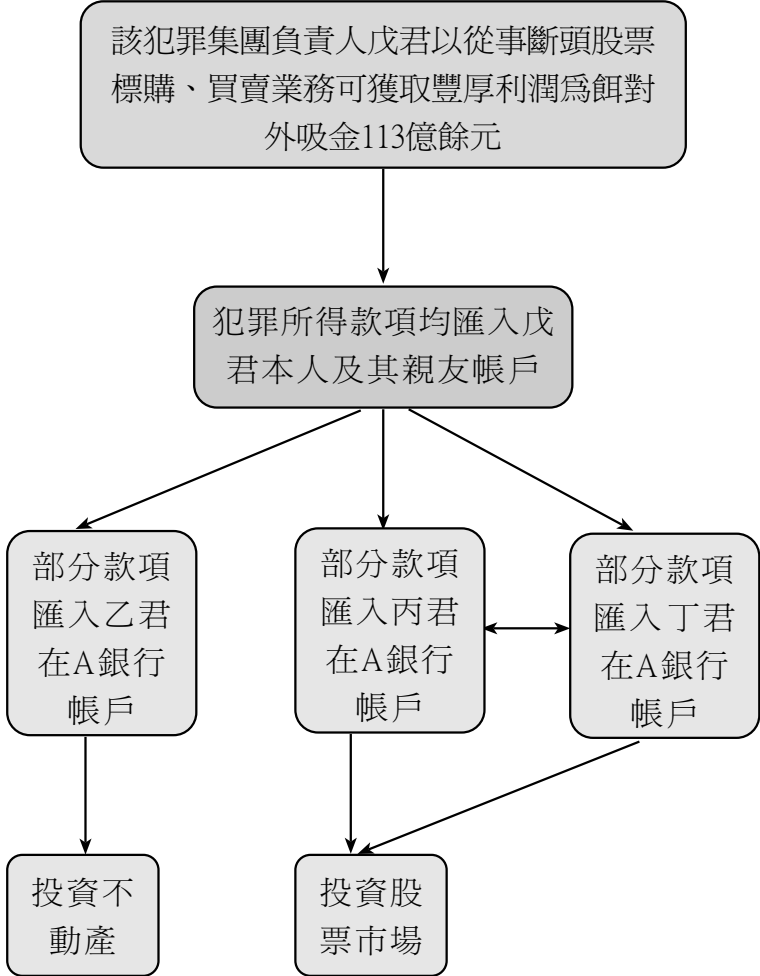 該犯罪集團負責人戊君以從事斷頭股票
標購、買賣業務可獲取豐厚利潤爲餌對
外吸金113億餘元
犯罪所得款項均匯入戊
君本人及其親友帳戶
部分款項
匯入乙君
在A銀行
帳戶
部分款項
匯入丙君
在A銀行
帳戶
部分款項
匯入丁君
在A銀行
帳戶
投資不
動產
投資股
票市場